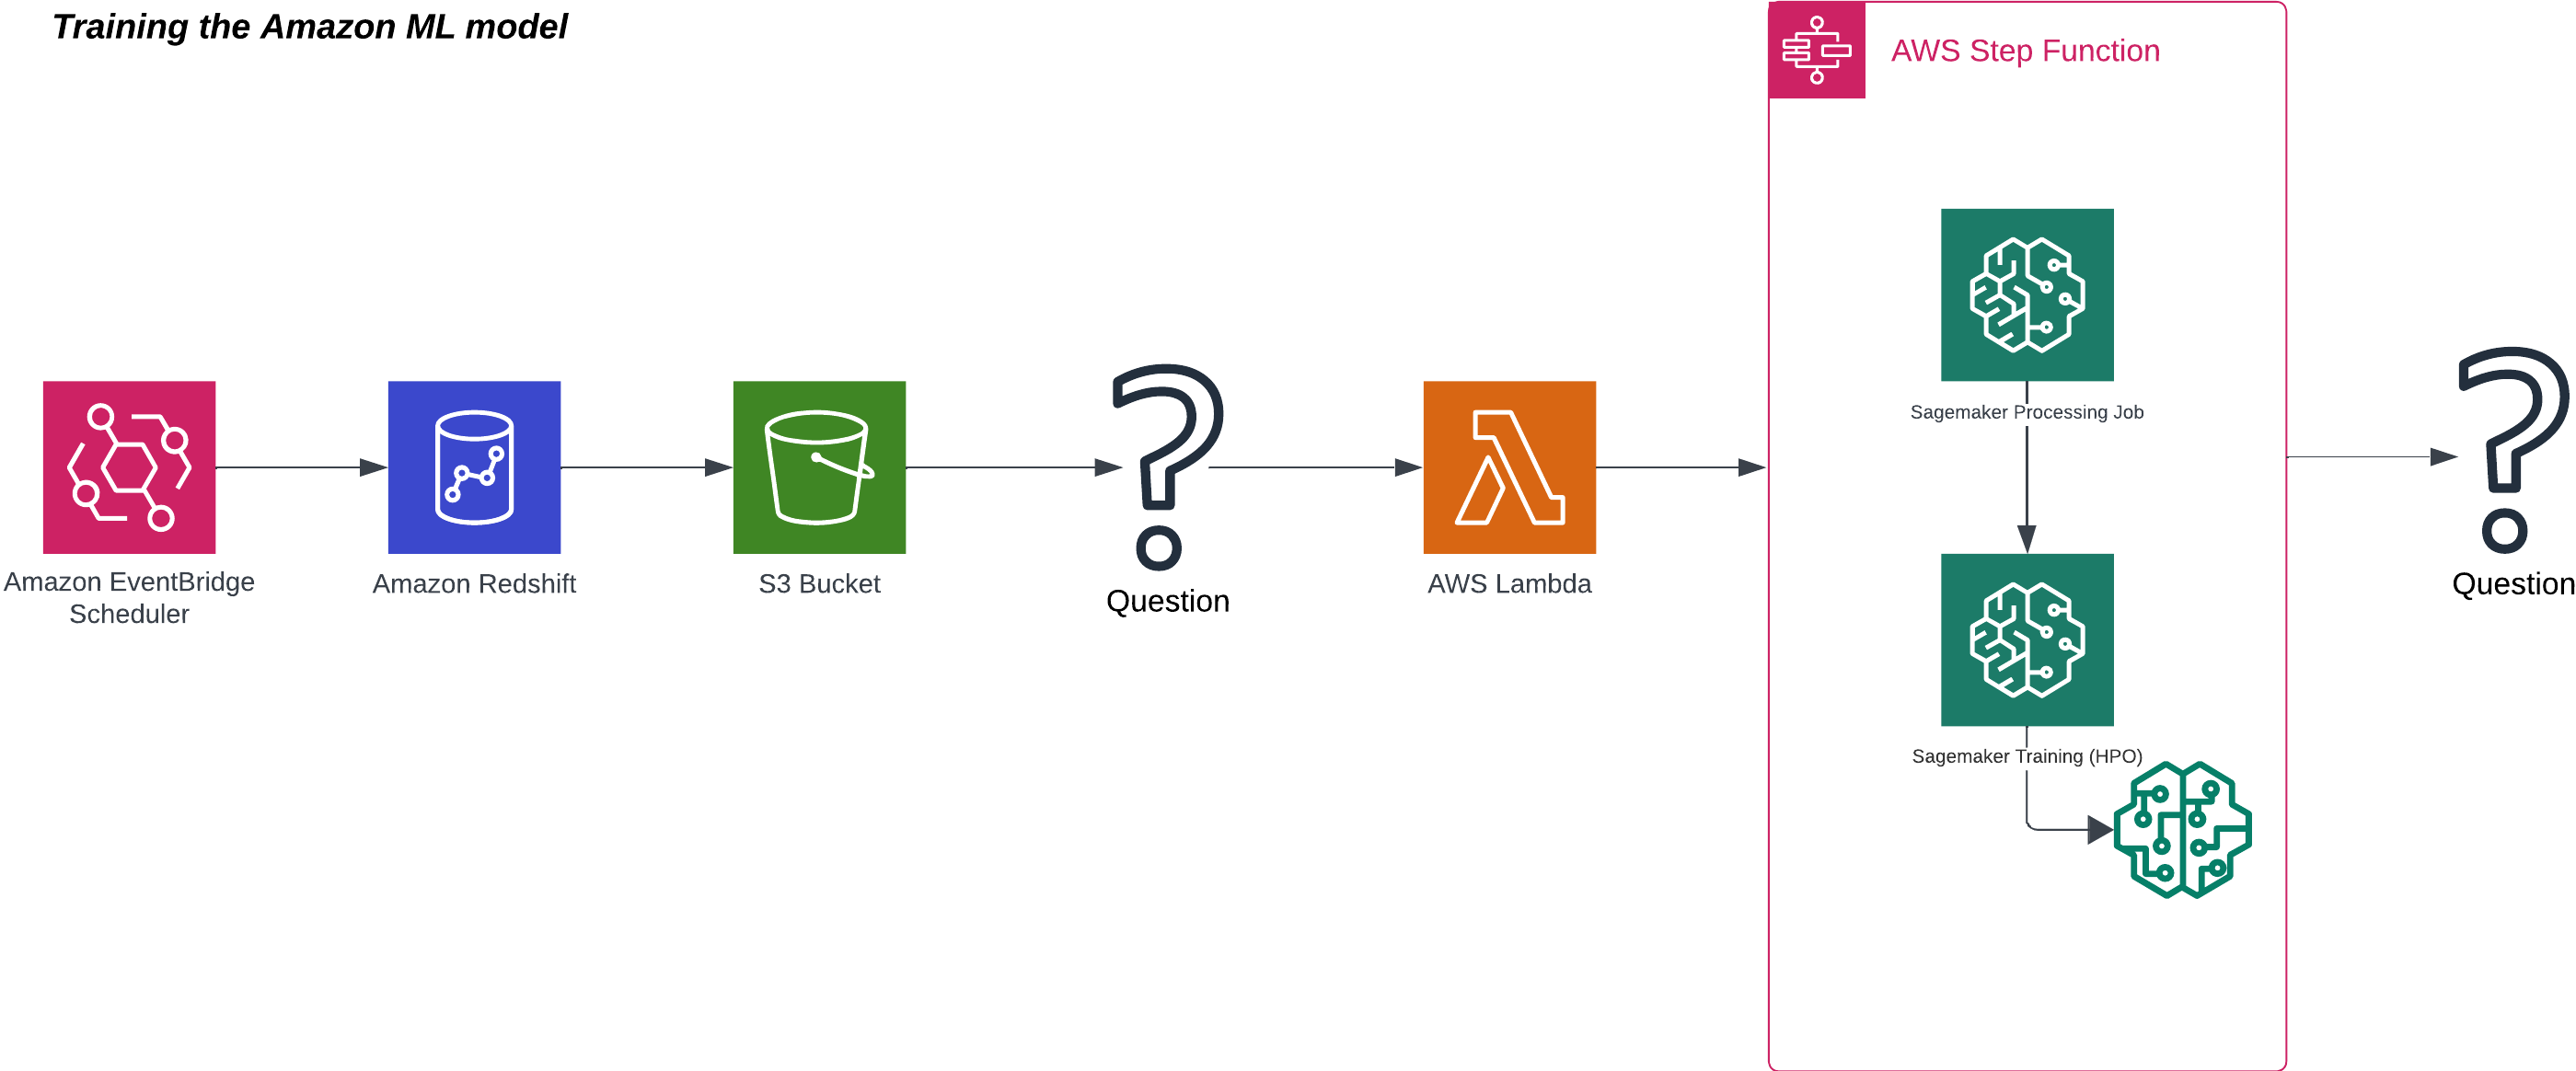 Training the Amazon ML model
AWS Step Function
Sagemaker Processing Job
Amazon EventBridge
Scheduler
Amazon Redshift
S3 Bucket
?
Question
AWS Lambda
?
Question
Sagemaker Training (HPO)